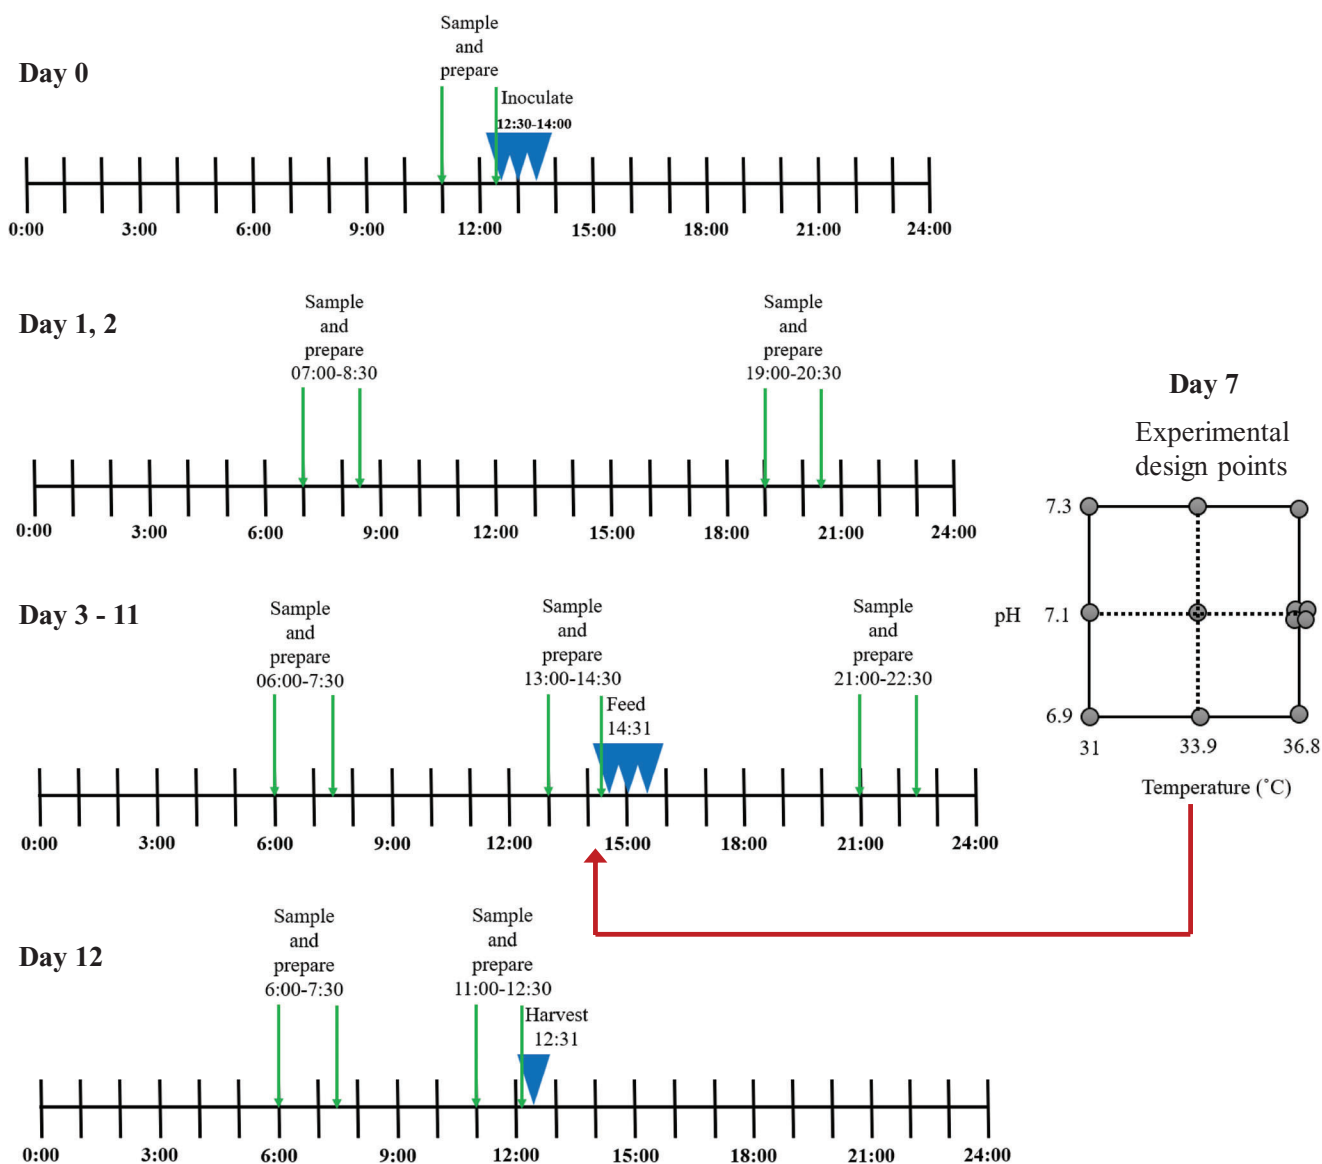 Day 0
Sample
and
prepare
Inoculate
12:30-14:00
0:00 3:00 6:00 9:00 12:00 15:00 18:00 21:00 24:00
Day 1, 2
Sample
and
prepare
07:00-8:30
Sample
and
prepare
19:00-20:30
0:00 3:00 6:00 9:00 12:00 15:00 18:00 21:00 24:00
Day 3 - 11
Sample
and
prepare
06:00-7:30
Sample
and
prepare
13:00-14:30
Feed
14:31
Sample
and
prepare
21:00-22:30
0:00 3:00 6:00 9:00 12:00 15:00 18:00 21:00 24:00
Day 7
Experimental
design points
7.3
pH 7.1
6.9
31 33.9 36.8
Temperature (˚C)
Day 12
Sample
and
prepare
6:00-7:30
Sample
and
prepare
11:00-12:30
Harvest
12:31
0:00 3:00 6:00 9:00 12:00 15:00 18:00 21:00 24:00